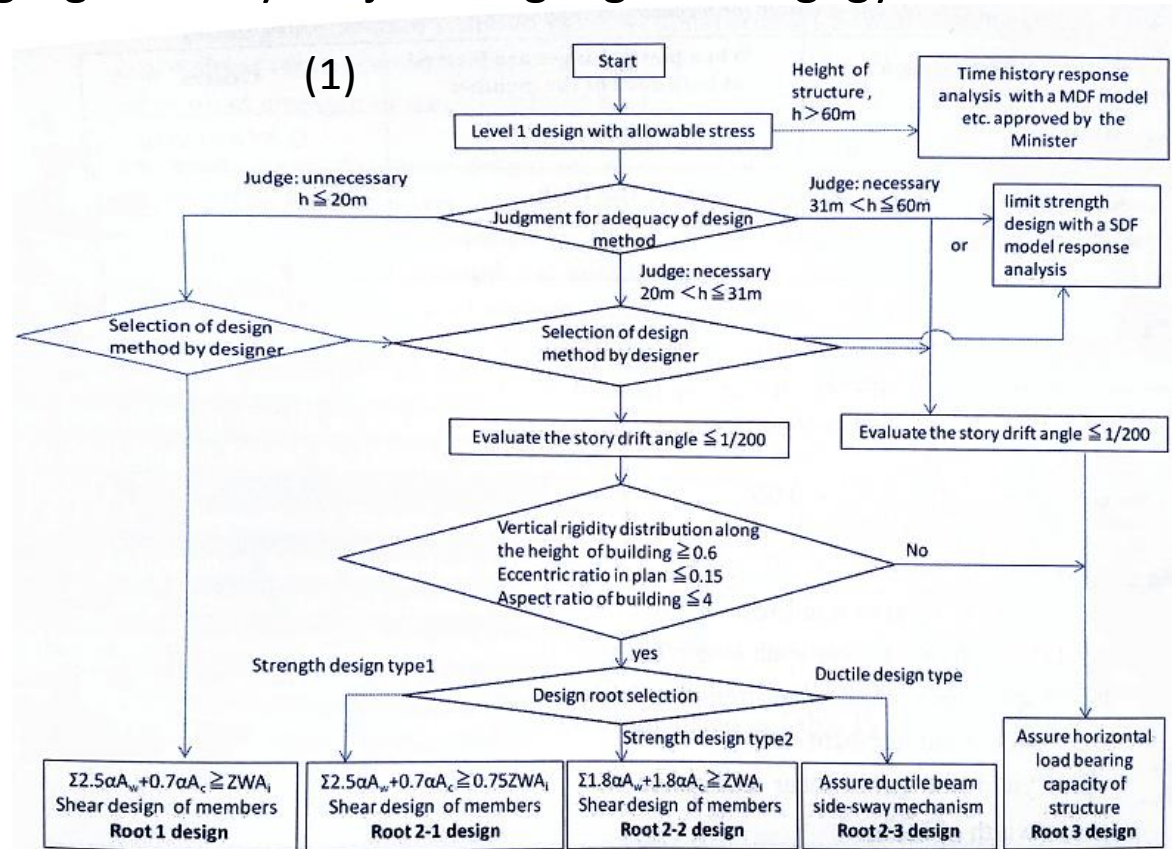 (1)
Start
Height of
structure,
h>60m
Time history response
analysis with a MDF model
etc. approved by the
Minister
Level 1 design with allowable stress
Judge: unnecessary
h≦20m
Judgment for adequacy of design
method
Judge: necessary
31m <h≦60m
or
limit strength
design with a SDF
model response
analysis
Judge: necessary
20m <h≦31m
Selection of design
method by designer
Selection of design
method by designer
Evaluate the story drift angle ≦1/200
Evaluate the story drift angle ≦1/200
Vertical rigidity distribution along
the height of building ≧0.6
Eccentric ratio in plan ≦0.15
Aspect ratio of building ≦4
No
yes
Strength design type1
Design root selection
Ductile design type
Strength design type2
Σ2.5αAw+0.7αAc≧ZWAi
Shear design of members
Root 1 design
Σ2.5αAw+0.7αAc≧0.75ZWAi
Shear design of members
Root 2-1 design
Σ1.8αAw+1.8αAc≧ZWAi
Shear design of members
Root 2-2 design
Assure ductile beam
side-sway mechanism
Root 2-3 design
Assure horizontal
load bearing
capacity of
structure
Root 3 design